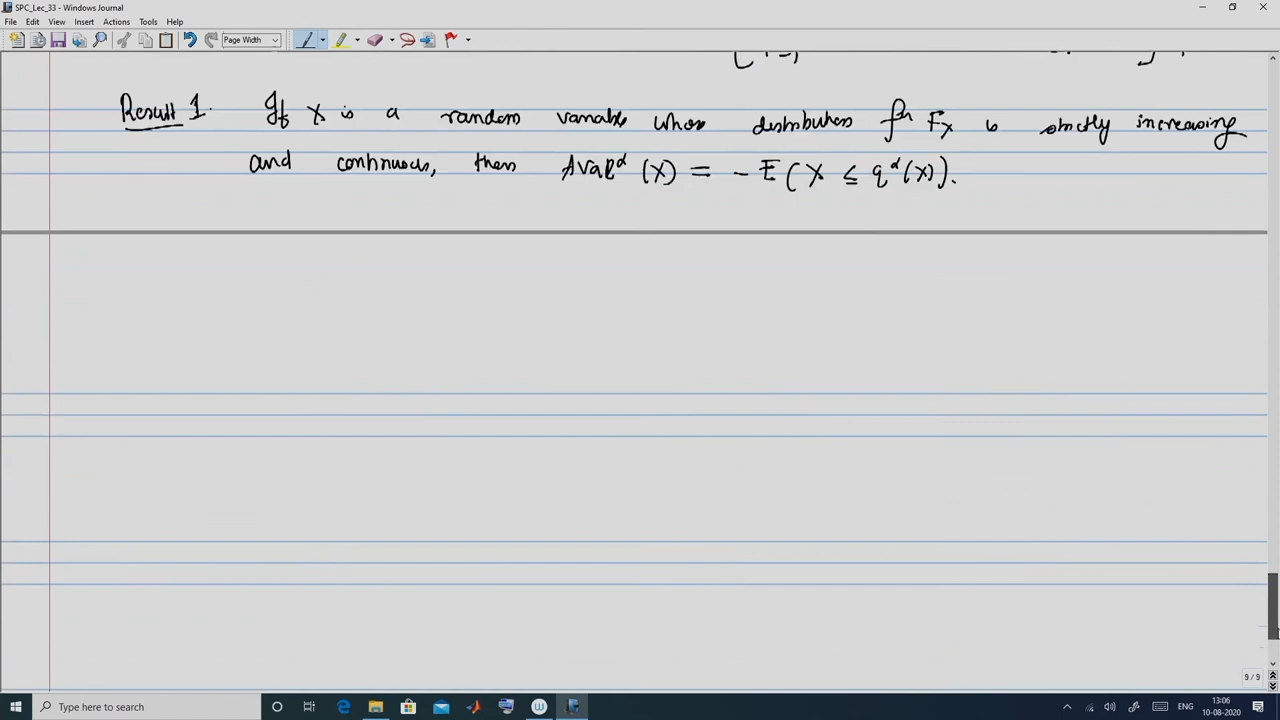 SPC_Lec_33 - Windows Journal
File Edit View Insert Actions Tools Help
Page Width
Result 1. If X is a random variable whose distribution fn F_X is strictly increasing
and continuous, then AVaR^α (X) = - E ( X ≤ q^α (X) ).
9 / 9
Type here to search
13:06
10-08-2020